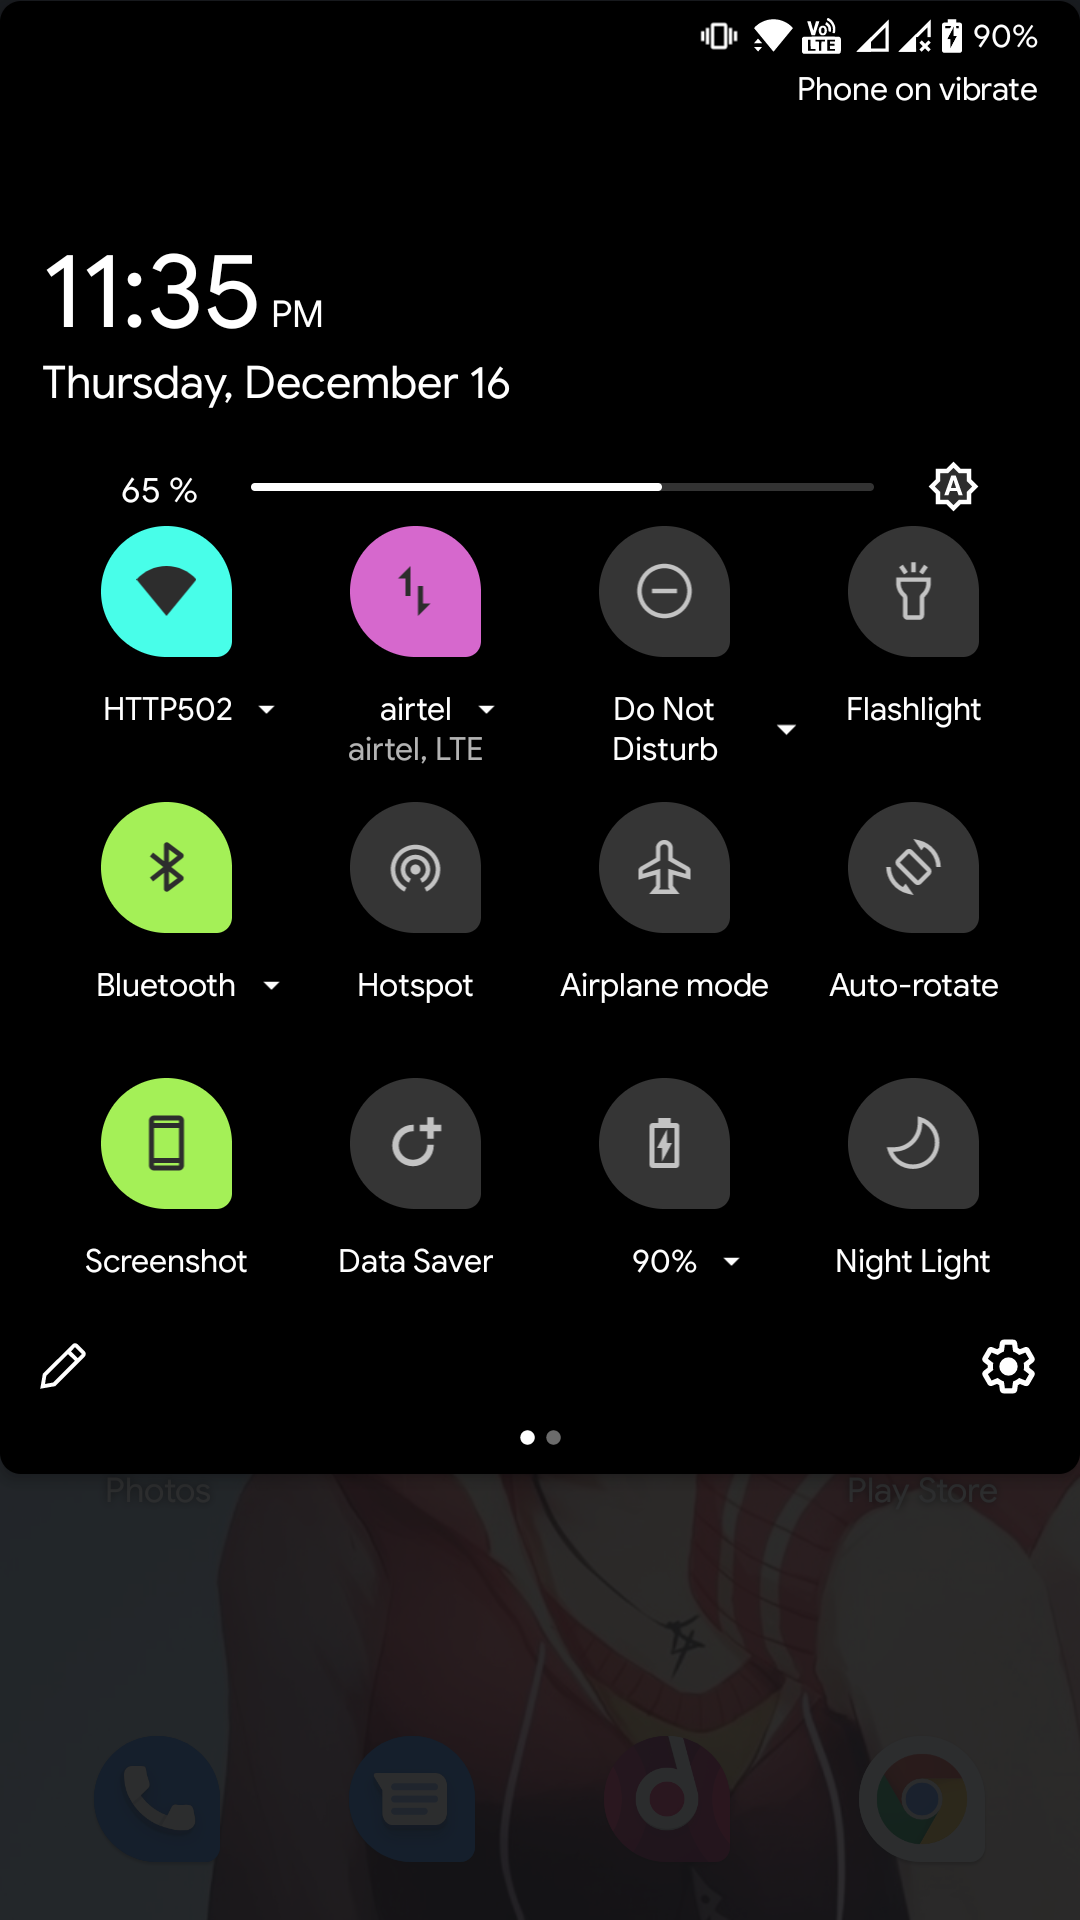 Vo LTE 90%
Phone on vibrate
11:35 PM
Thursday, December 16
65 %
A
HTTP502
airtel
airtel, LTE
Do Not
Disturb
Flashlight
Bluetooth
Hotspot
Airplane mode
Auto-rotate
Screenshot
Data Saver
90%
Night Light
Photos
Play Store